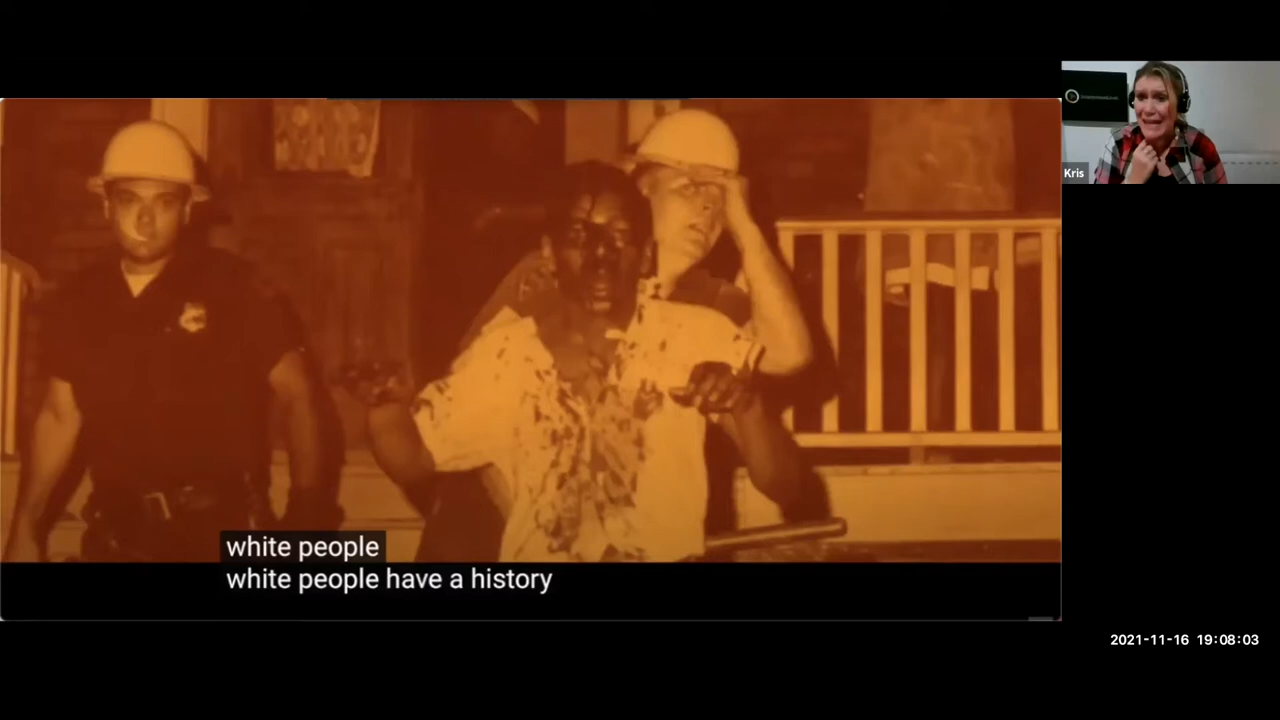 Kris
white people
white people have a history
2021-11-16 19:08:03